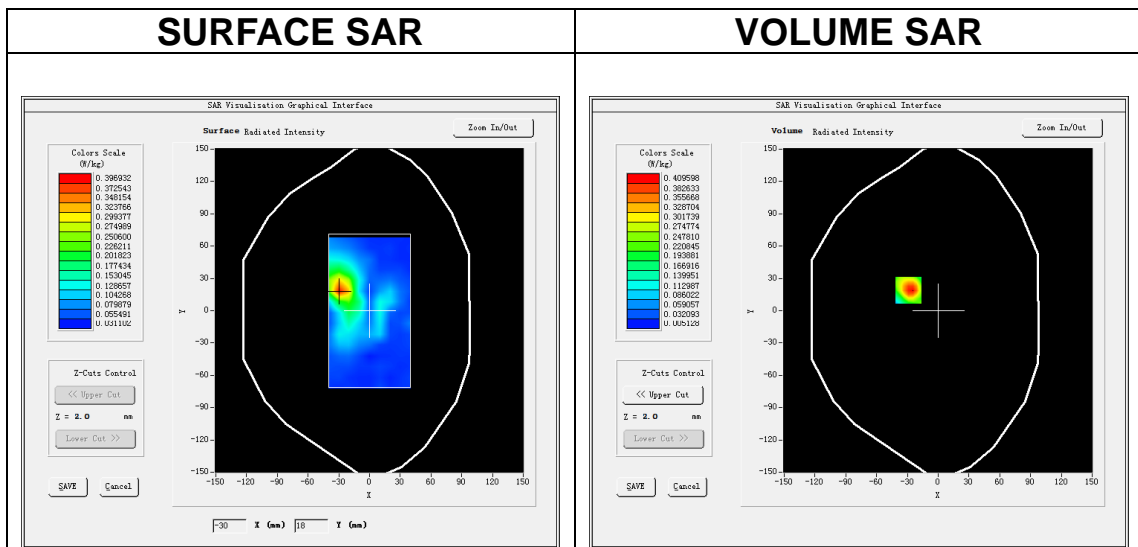 SURFACE SAR
SAR Visualisation Graphical Interface
Surface Radiated Intensity
Zoom In/Out
Colors Scale
(W/kg)
0.396932
0.372543
0.348154
0.323766
0.299377
0.274989
0.250600
0.226211
0.201823
0.177434
0.153045
0.128657
0.104268
0.079879
0.055491
0.031102
Z-Cuts Control
<< Upper Cut
Z = 2.0 mm
Lower Cut >>
SAVE
Cancel
150
120
90
60
30
0
-30
-60
-90
-120
-150
Y
-150 -120 -90 -60 -30 0 30 60 90 120 150
X
-30 X (mm) 18 Y (mm)
VOLUME SAR
SAR Visualisation Graphical Interface
Volume Radiated Intensity
Zoom In/Out
Colors Scale
(W/kg)
0.409598
0.382633
0.355668
0.328704
0.301739
0.274774
0.247810
0.220845
0.193881
0.166916
0.139951
0.112987
0.086022
0.059057
0.032093
0.005128
Z-Cuts Control
<< Upper Cut
Z = 2.0 mm
Lower Cut >>
SAVE
Cancel
150
120
90
60
30
0
-30
-60
-90
-120
-150
Y
-150 -120 -90 -60 -30 0 30 60 90 120 150
X